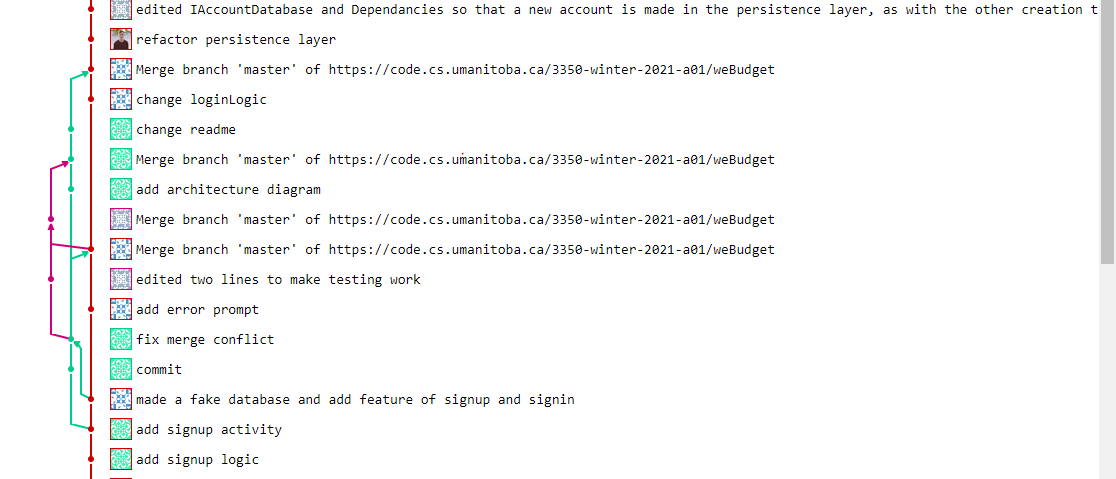 edited IAccountDatabase and Dependancies so that a new account is made in the persistence layer, as with the other creation t
refactor persistence layer
Merge branch 'master' of https://code.cs.umanitoba.ca/3350-winter-2021-a01/weBudget
change loginLogic
change readme
Merge branch 'master' of https://code.cs.umanitoba.ca/3350-winter-2021-a01/weBudget
add architecture diagram
Merge branch 'master' of https://code.cs.umanitoba.ca/3350-winter-2021-a01/weBudget
Merge branch 'master' of https://code.cs.umanitoba.ca/3350-winter-2021-a01/weBudget
edited two lines to make testing work
add error prompt
fix merge conflict
commit
made a fake database and add feature of signup and signin
add signup activity
add signup logic